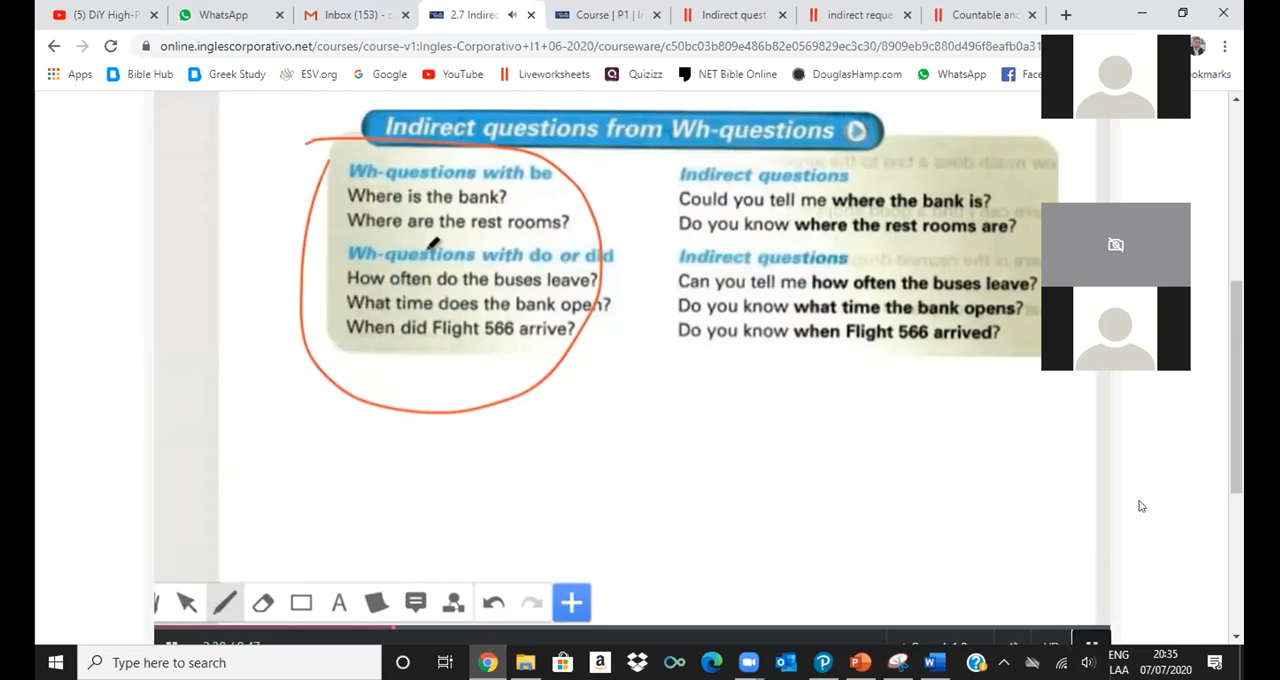 (5) DiY High-P
WhatsApp
Inbox (153) - c
2.7 Indirec
Course | P1 | I
Indirect quest
indirect reque
Countable and
online.inglescorporativo.net/courses/course-v1:Ingles-Corporativo+I1+06-2020/courseware/c50bc03b809e486b82e0569829ec3c30/8909eb9c880d496f8eafb0a31
Apps
Bible Hub
Greek Study
ESV.org
Google
YouTube
Liveworksheets
Quizizz
NET Bible Online
DouglasHamp.com
WhatsApp
Face
okmarks
Indirect questions from Wh-questions
Wh-questions with be
Where is the bank?
Where are the rest rooms?
Wh-questions with do or did
How often do the buses leave?
What time does the bank open?
When did Flight 566 arrive?
Indirect questions
Could you tell me where the bank is?
Do you know where the rest rooms are?
Indirect questions
Can you tell me how often the buses leave?
Do you know what time the bank opens?
Do you know when Flight 566 arrived?
Type here to search
ENG
LAA
20:35
07/07/2020